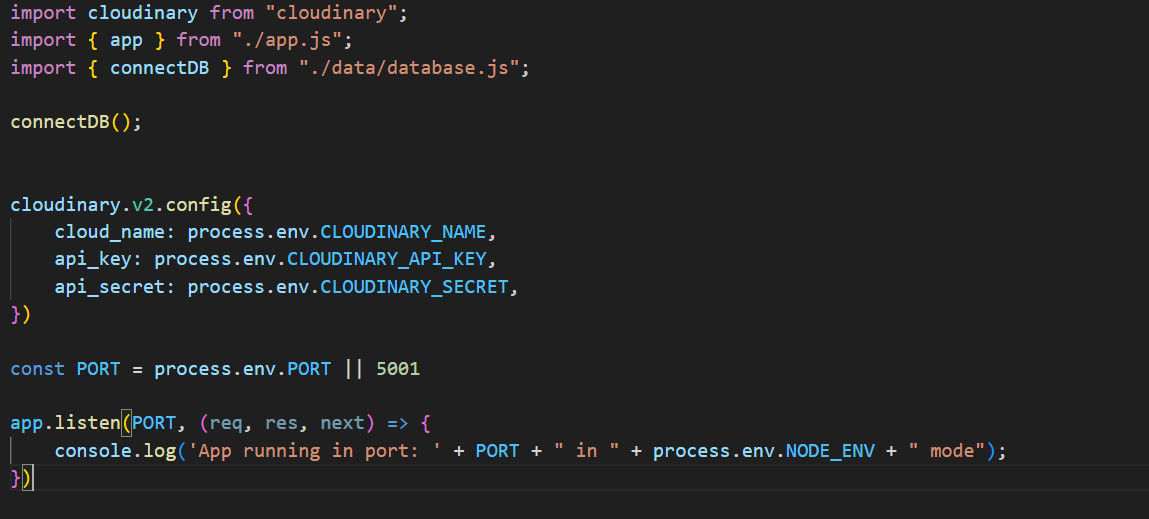 import cloudinary from "cloudinary";
import { app } from "./app.js";
import { connectDB } from "./data/database.js";
connectDB();
cloudinary.v2.config({
    cloud_name: process.env.CLOUDINARY_NAME,
    api_key: process.env.CLOUDINARY_API_KEY,
    api_secret: process.env.CLOUDINARY_SECRET,
})
const PORT = process.env.PORT || 5001
app.listen(PORT, (req, res, next) => {
    console.log('App running in port: ' + PORT + " in " + process.env.NODE_ENV + " mode");
})